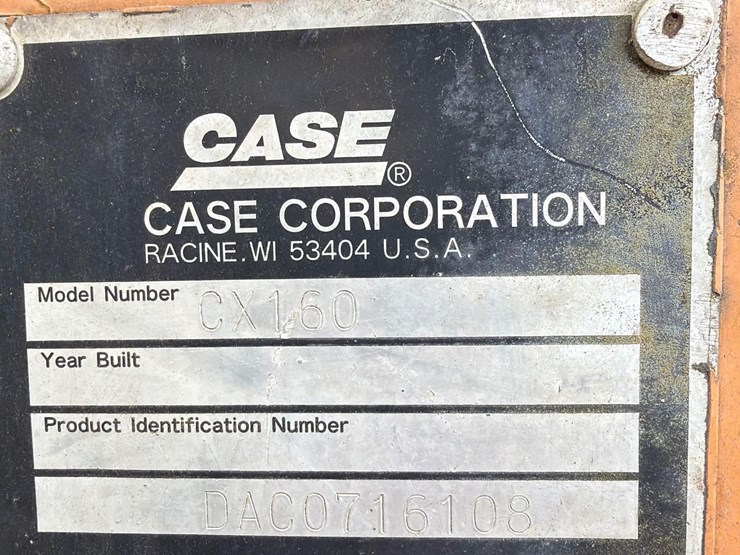 CASE®
CASE CORPORATION
RACINE.WI 53404 U.S.A.
Model Number CX160
Year Built
Product Identification Number
DAC0716108